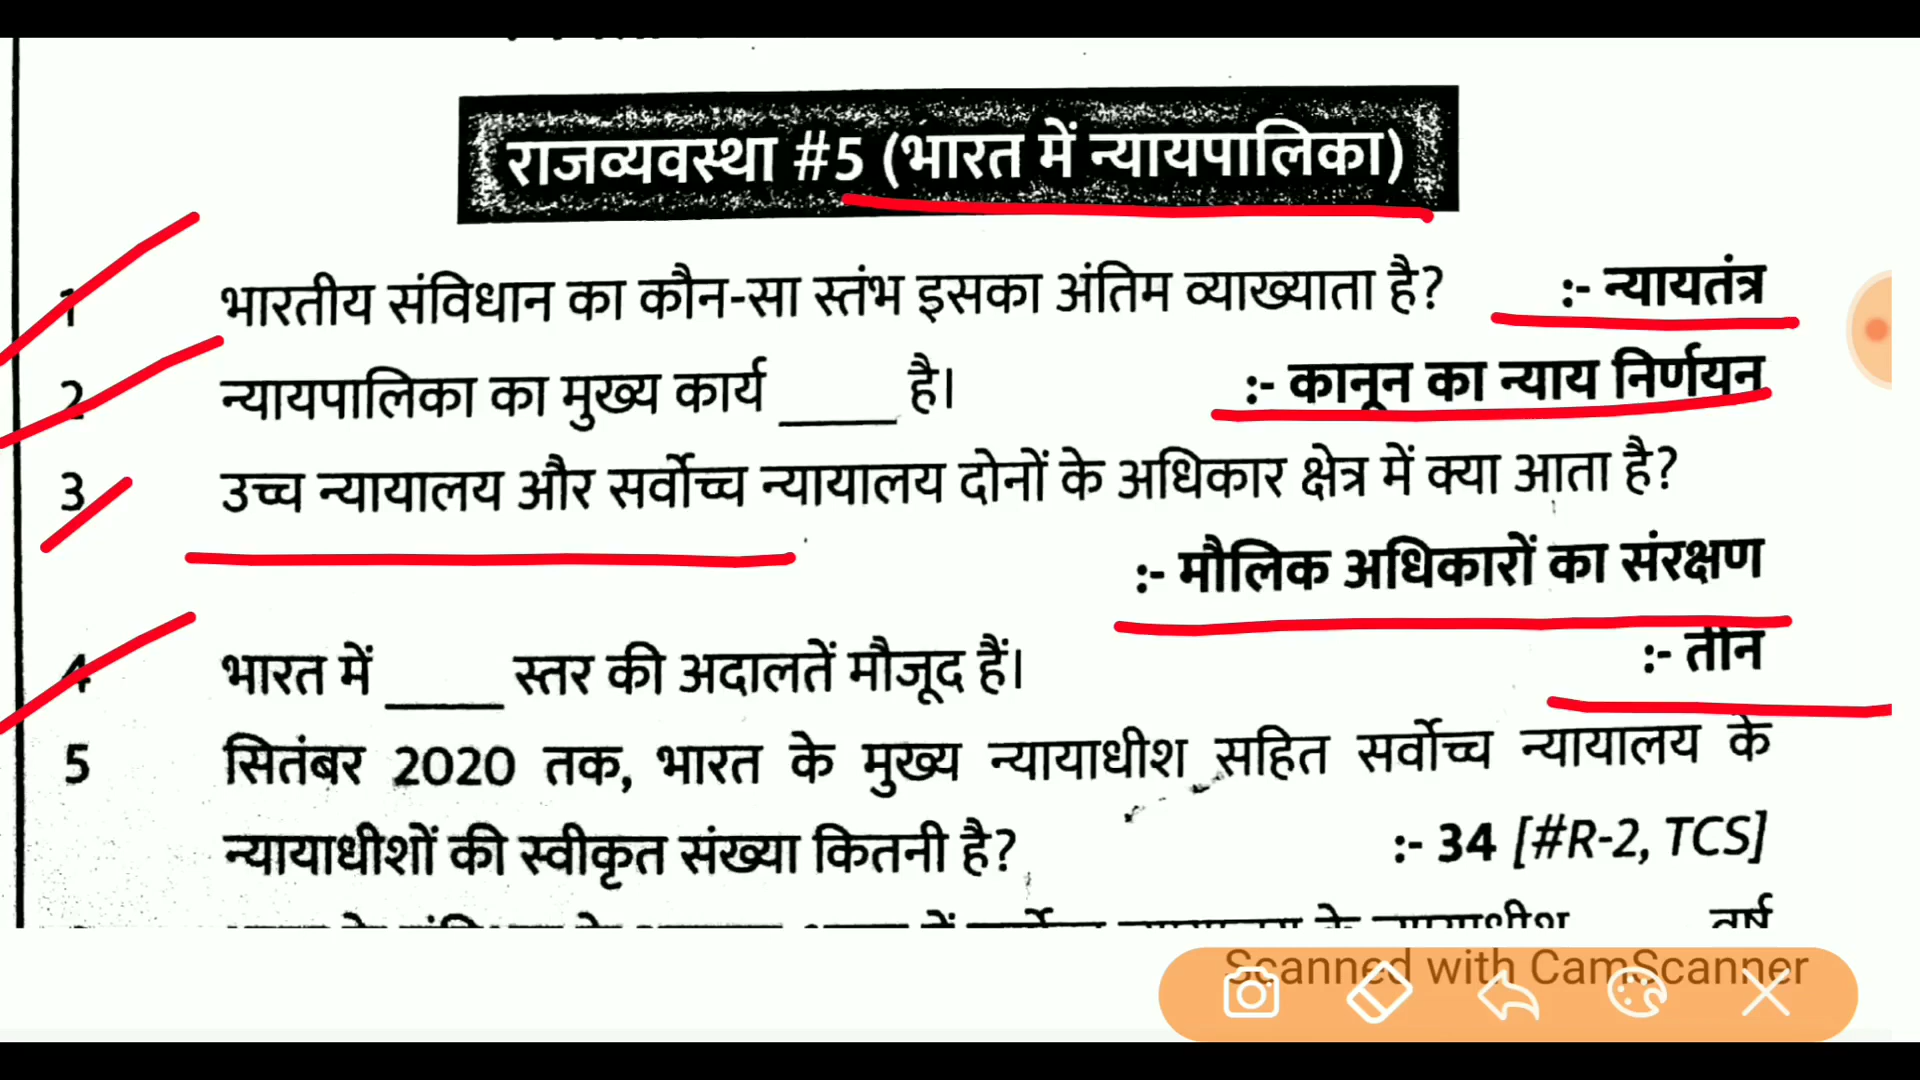 राजव्यवस्था #5 (भारत में न्यायपालिका)
1 भारतीय संविधान का कौन-सा स्तंभ इसका अंतिम व्याख्याता है? :- न्यायतंत्र
2 न्यायपालिका का मुख्य कार्य _____ है। :- कानून का न्याय निर्णयन
3 उच्च न्यायालय और सर्वोच्च न्यायालय दोनों के अधिकार क्षेत्र में क्या आता है?
:- मौलिक अधिकारों का संरक्षण
4 भारत में _____ स्तर की अदालतें मौजूद हैं। :- तीन
5 सितंबर 2020 तक, भारत के मुख्य न्यायाधीश सहित सर्वोच्च न्यायालय के
न्यायाधीशों की स्वीकृत संख्या कितनी है? :- 34 [#R-2, TCS]
Scanned with CamScanner